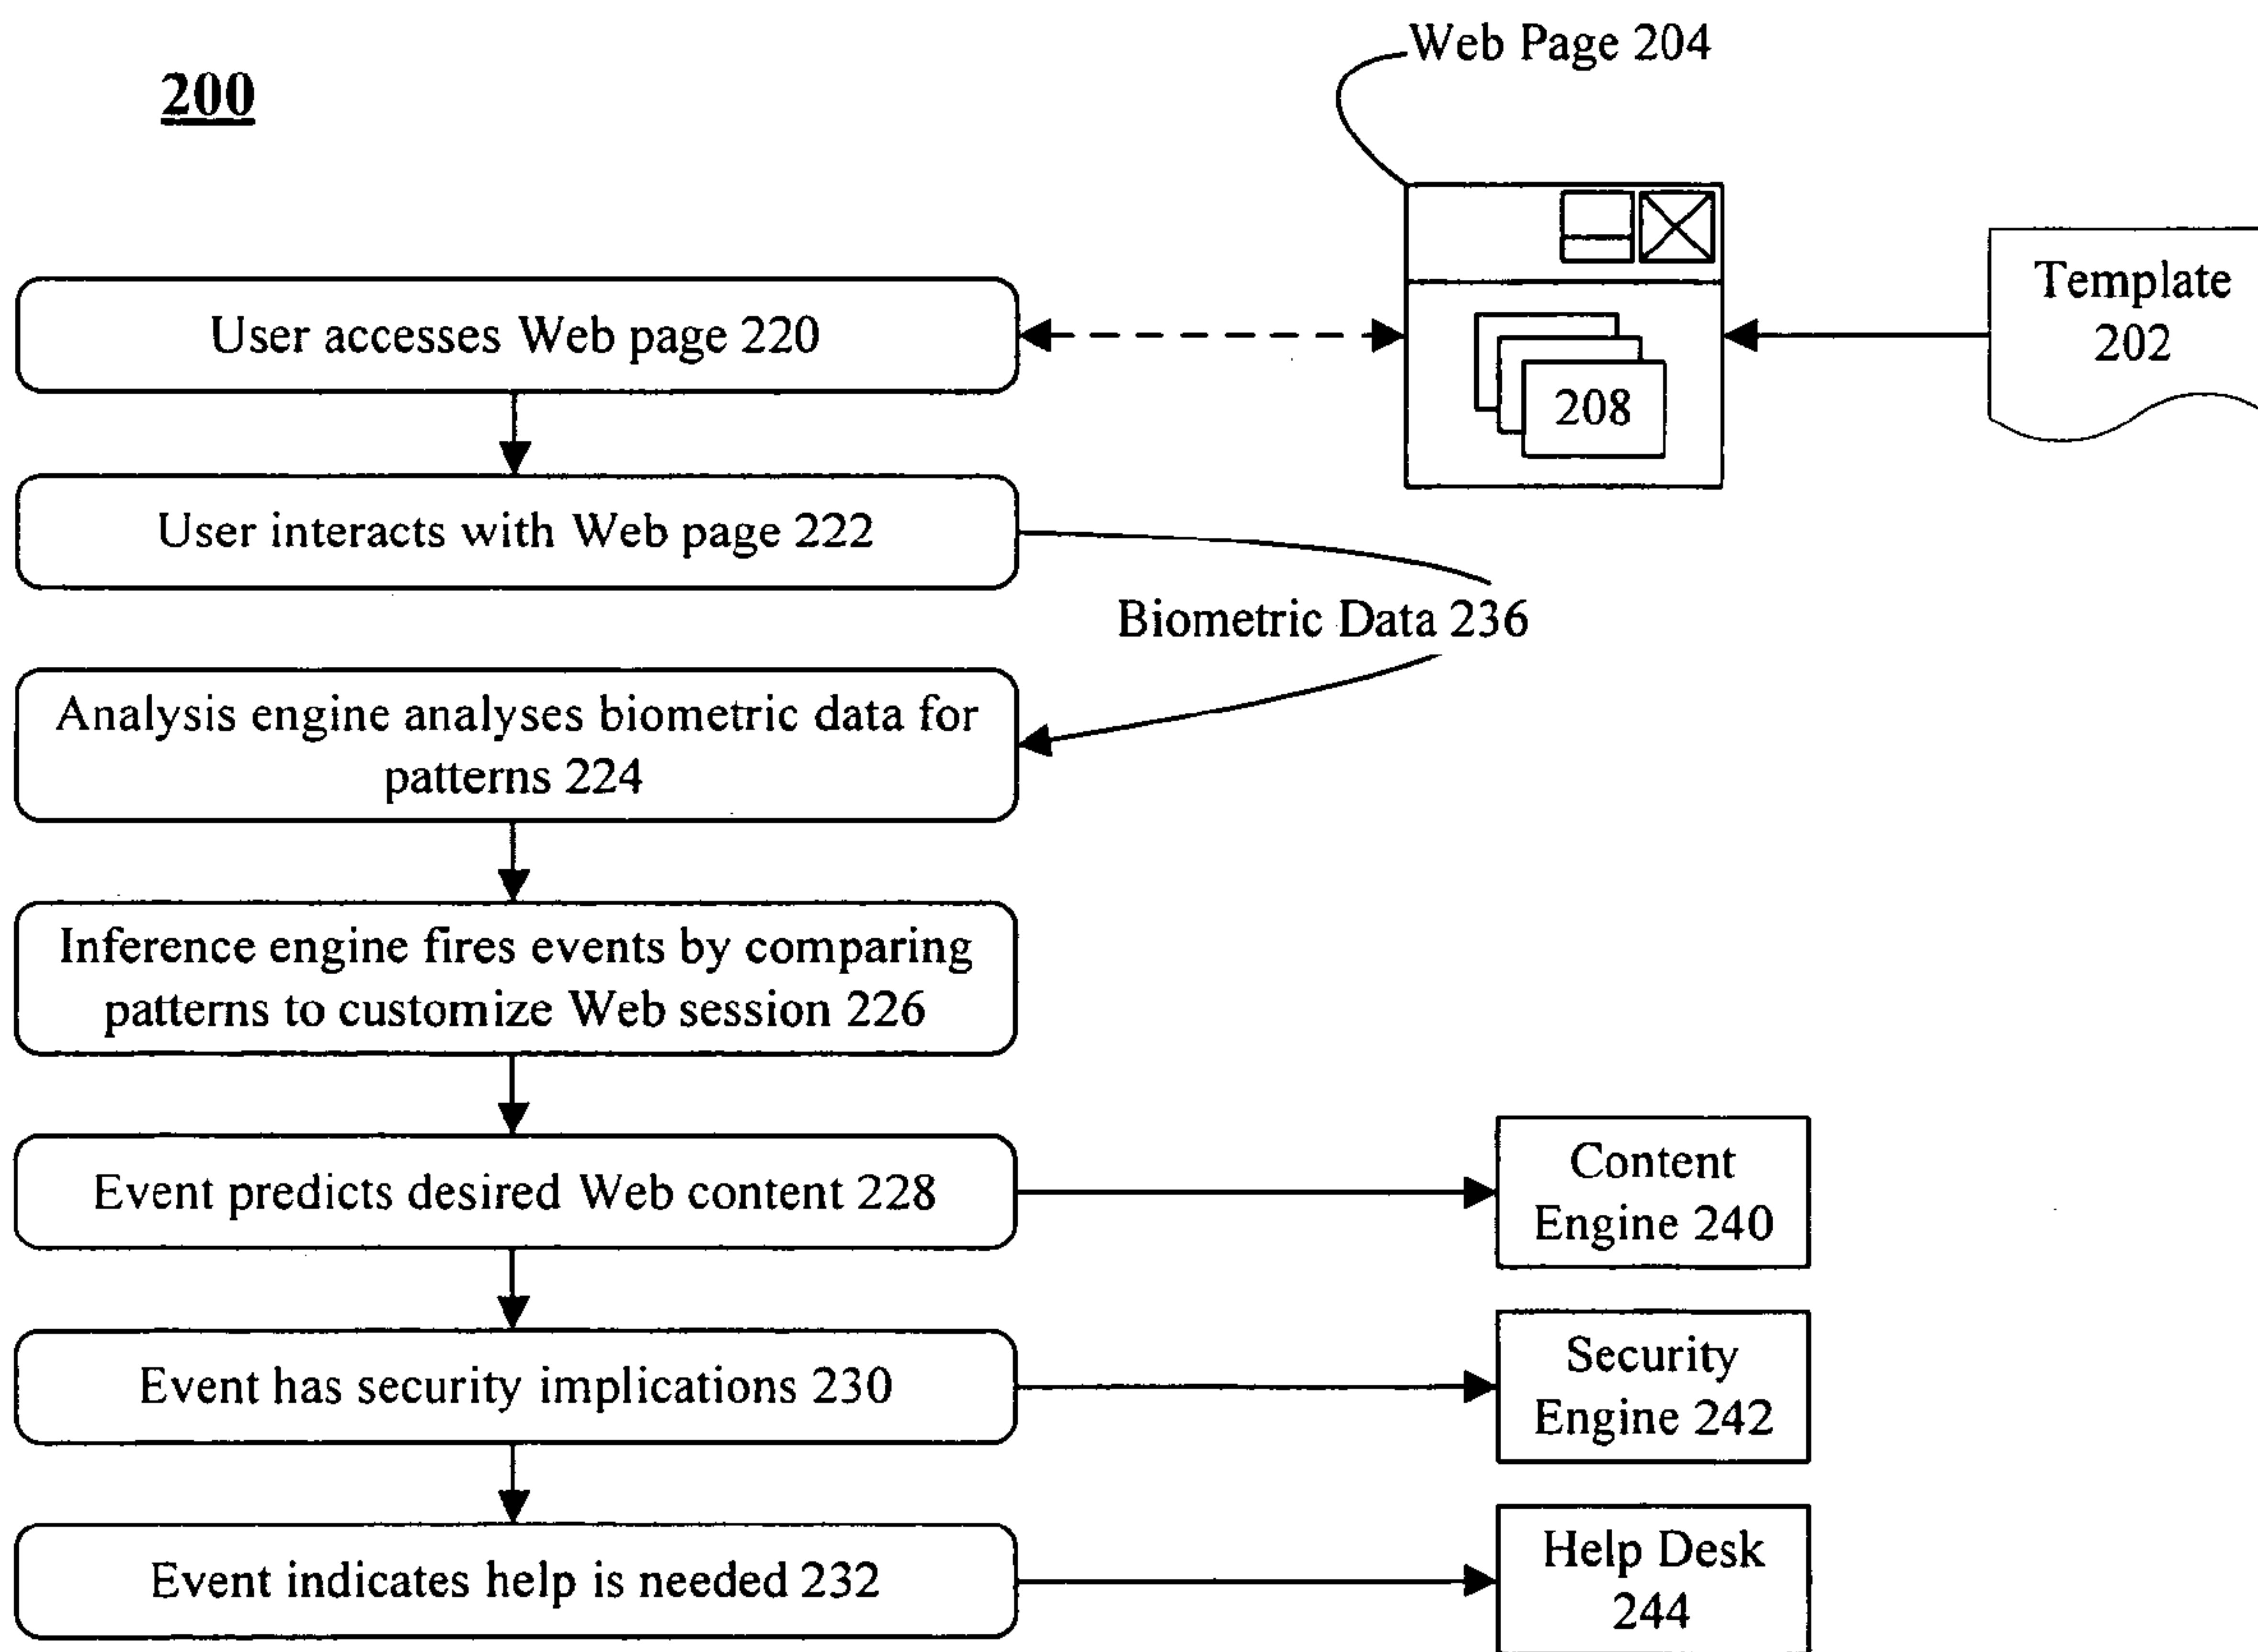 Web Page 204
200
Template
202
User accesses Web page 220
208
User interacts with Web page 222
Biometric Data 236
Analysis engine analyses biometric data for
patterns 224
Inference engine fires events by comparing
patterns to customize Web session 226
Event predicts desired Web content 228
Content
Engine 240
Event has security implications 230
Security
Engine 242
Event indicates help is needed 232
Help Desk
244